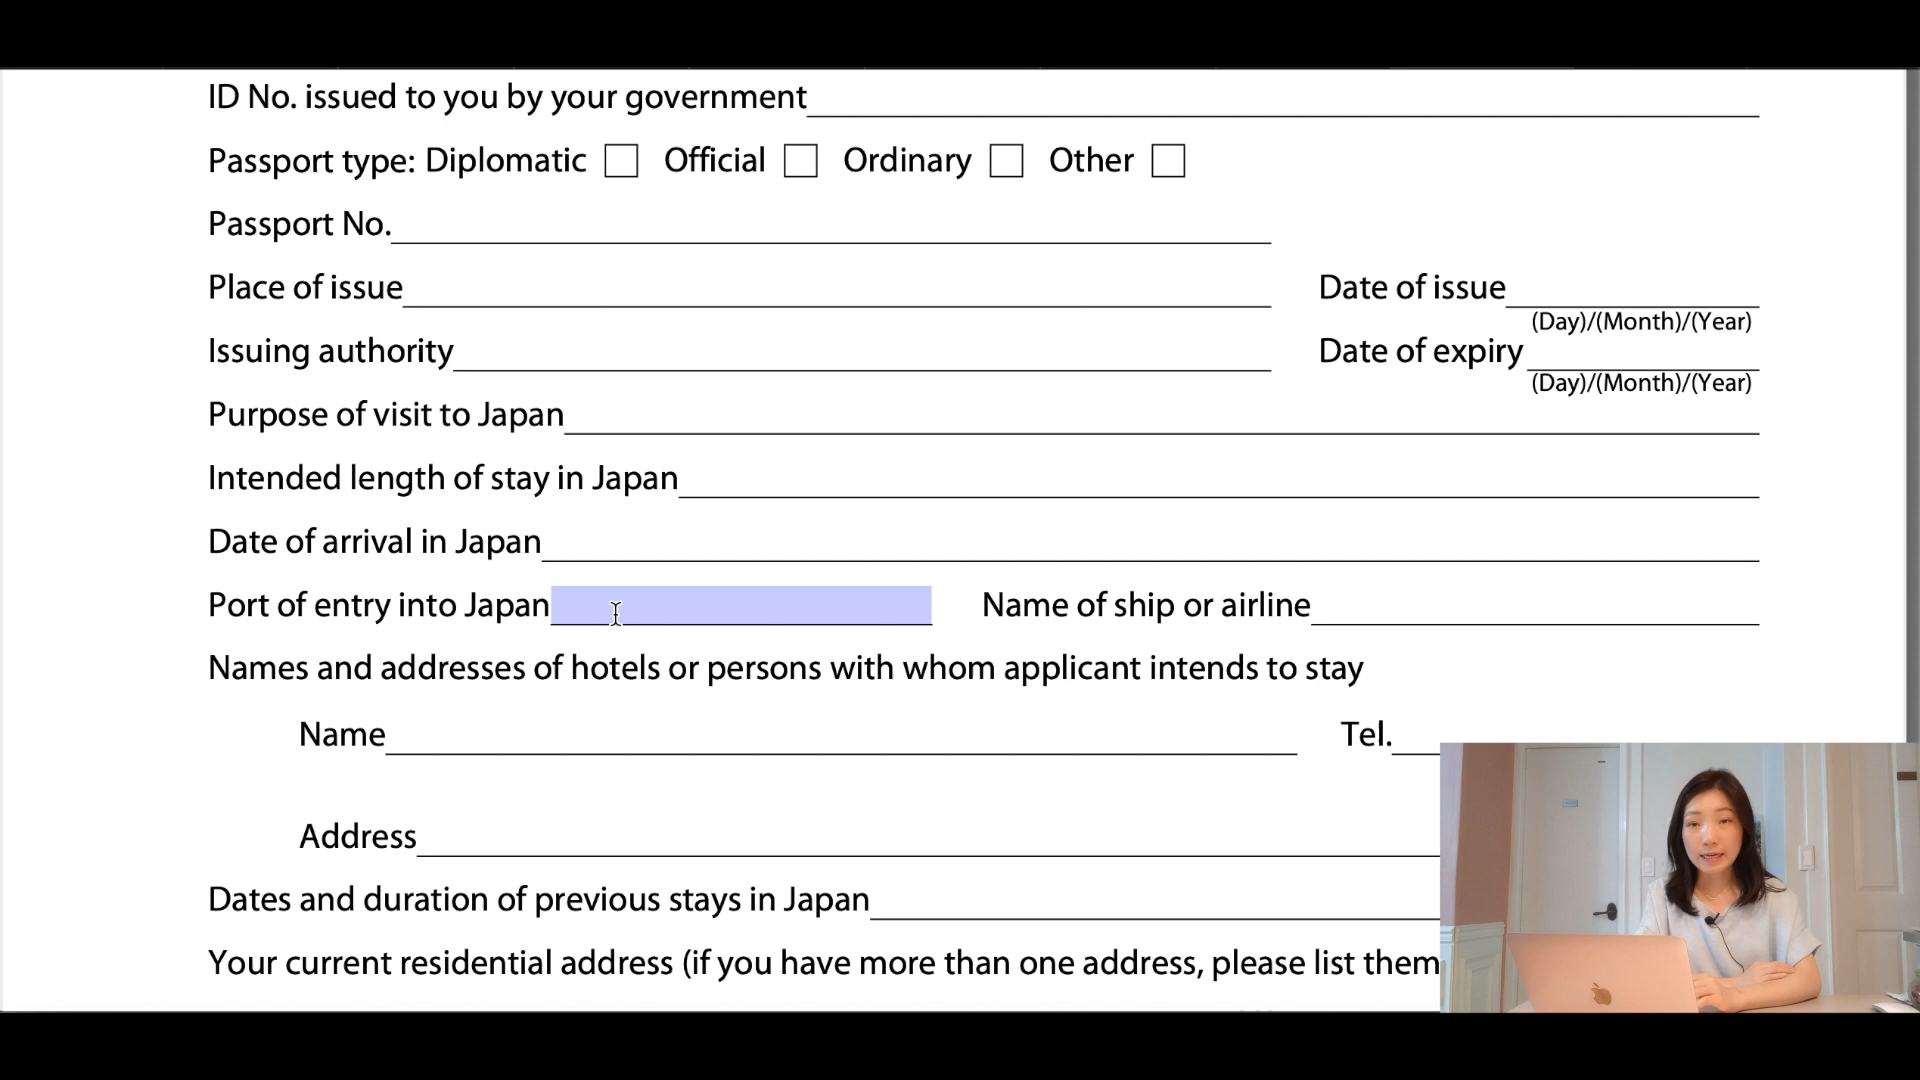 ID No. issued to you by your government
Passport type: Diplomatic Official Ordinary Other
Passport No.
Place of issue Date of issue
(Day)/(Month)/(Year)
Issuing authority Date of expiry
(Day)/(Month)/(Year)
Purpose of visit to Japan
Intended length of stay in Japan
Date of arrival in Japan
Port of entry into Japan Name of ship or airline
Names and addresses of hotels or persons with whom applicant intends to stay
Name Tel.
Address
Dates and duration of previous stays in Japan
Your current residential address (if you have more than one address, please list them